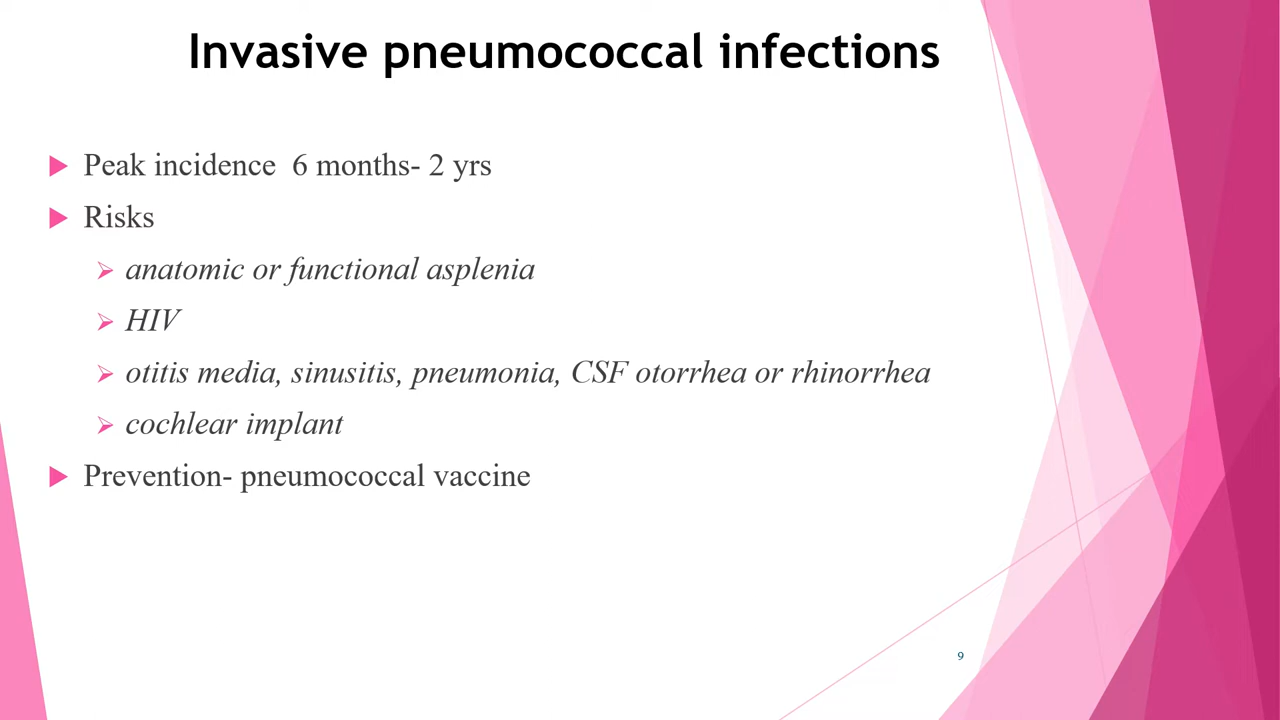 Invasive pneumococcal infections
Peak incidence 6 months- 2 yrs
Risks
anatomic or functional asplenia
HIV
otitis media, sinusitis, pneumonia, CSF otorrhea or rhinorrhea
cochlear implant
Prevention- pneumococcal vaccine
9